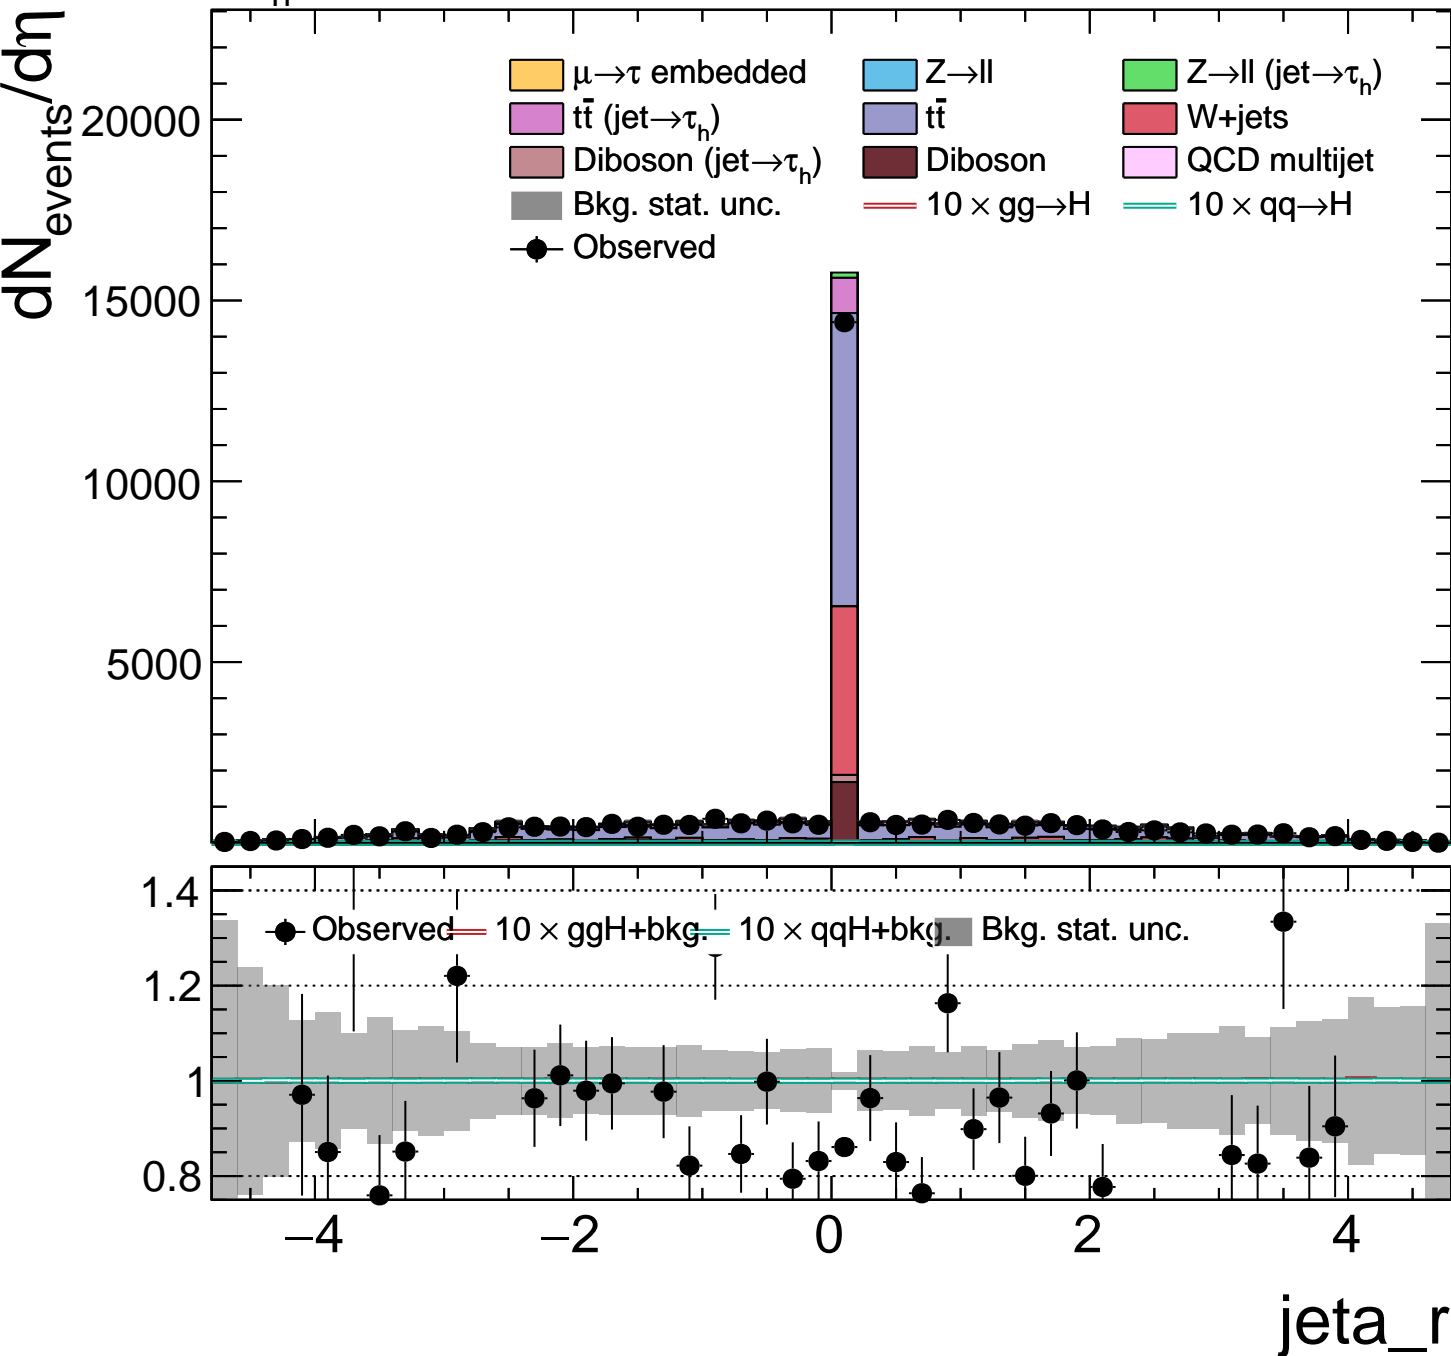 dN_events/dη
20000
15000
10000
5000
μ→τ embedded
Z→ll
Z→ll (jet→τ_h)
tt̄ (jet→τ_h)
tt̄
W+jets
Diboson (jet→τ_h)
Diboson
QCD multijet
Bkg. stat. unc.
10 × gg→H
10 × qq→H
Observed
1.4
1.2
1
0.8
Observed
10 × ggH+bkg.
10 × qqH+bkg.
Bkg. stat. unc.
−4
−2
0
2
4
jeta_r